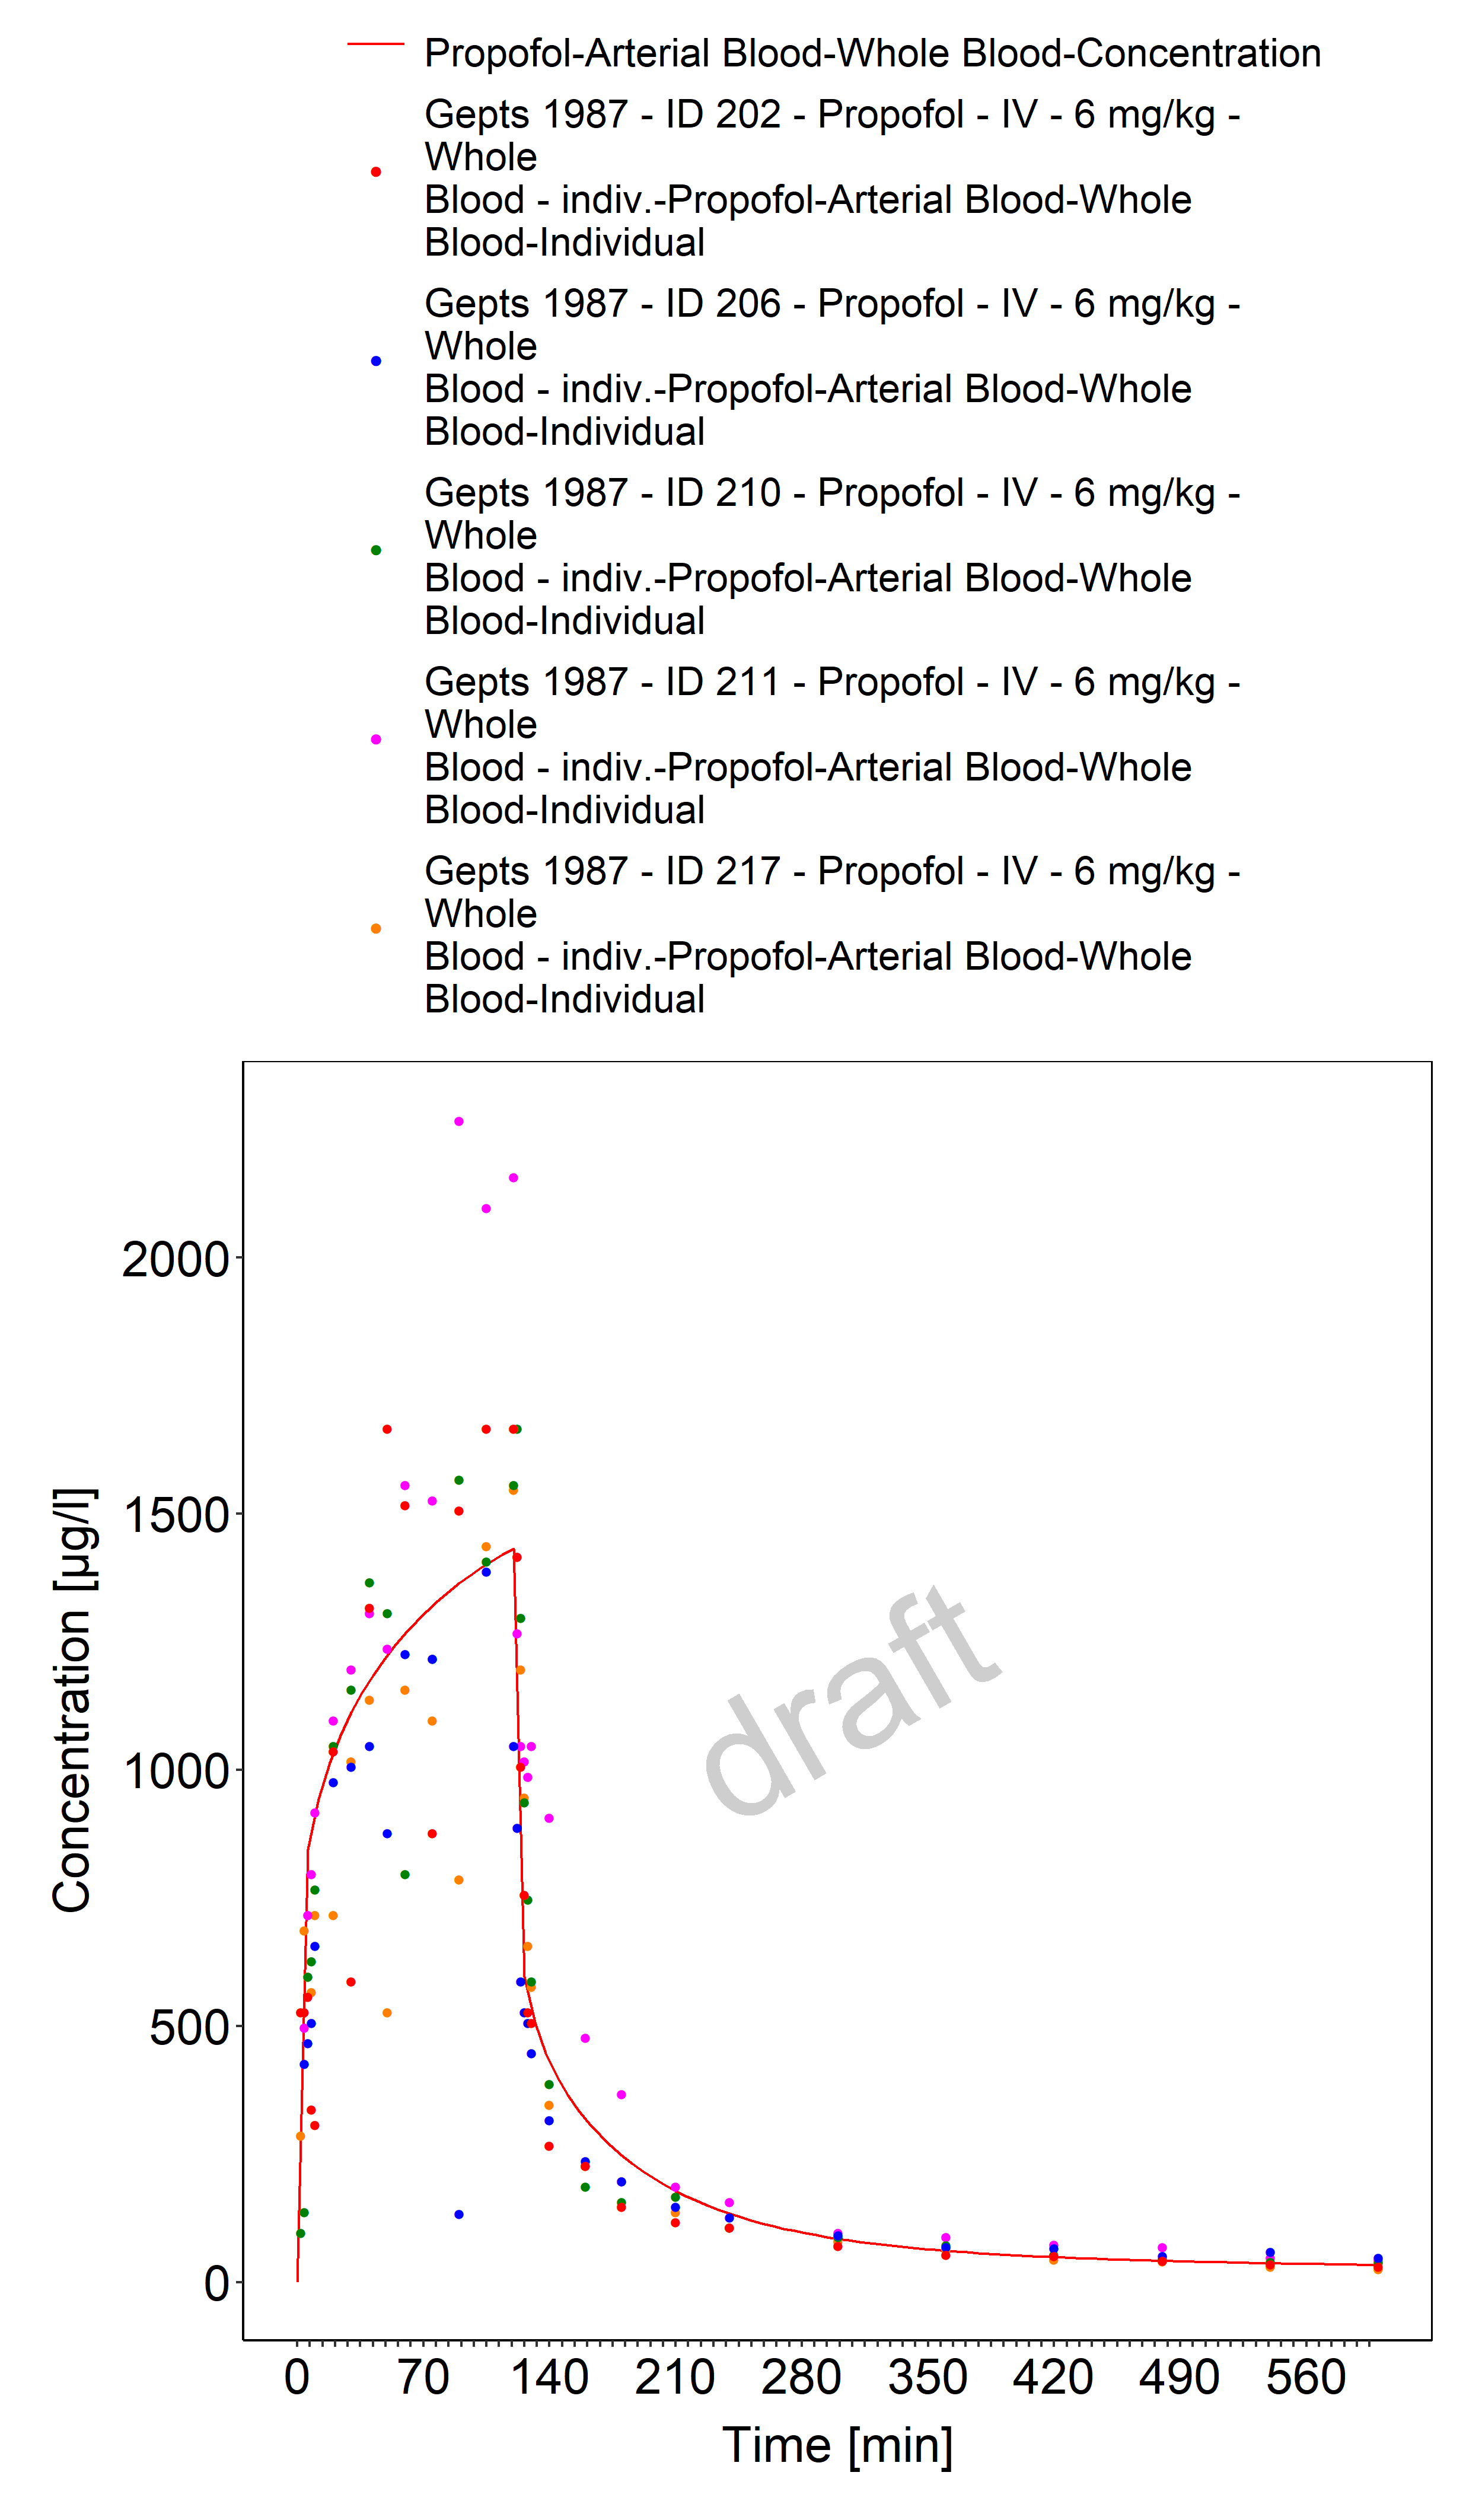 Propofol-Arterial Blood-Whole Blood-Concentration
Gepts 1987 - ID 202 - Propofol - IV - 6 mg/kg -
Whole
Blood - indiv.-Propofol-Arterial Blood-Whole
Blood-Individual
Gepts 1987 - ID 206 - Propofol - IV - 6 mg/kg -
Whole
Blood - indiv.-Propofol-Arterial Blood-Whole
Blood-Individual
Gepts 1987 - ID 210 - Propofol - IV - 6 mg/kg -
Whole
Blood - indiv.-Propofol-Arterial Blood-Whole
Blood-Individual
Gepts 1987 - ID 211 - Propofol - IV - 6 mg/kg -
Whole
Blood - indiv.-Propofol-Arterial Blood-Whole
Blood-Individual
Gepts 1987 - ID 217 - Propofol - IV - 6 mg/kg -
Whole
Blood - indiv.-Propofol-Arterial Blood-Whole
Blood-Individual
Concentration [µg/l]
2000
1500
1000
500
0
draft
0 70 140 210 280 350 420 490 560
Time [min]